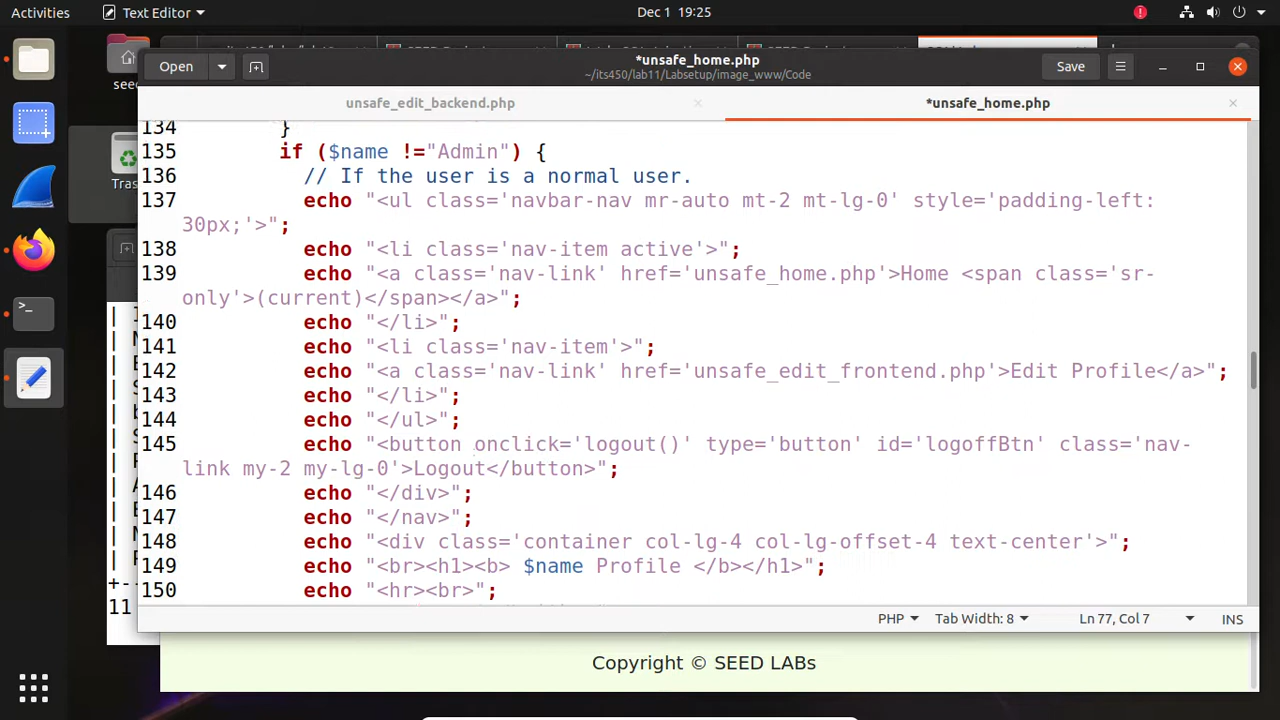 Activities
Text Editor
Dec 1 19:25
Open
*unsafe_home.php
~/its450/lab11/Labsetup/image_www/Code
Save
unsafe_edit_backend.php
*unsafe_home.php
see
Tras
134 }
135 if ($name !="Admin") {
136 // If the user is a normal user.
137 echo "<ul class='navbar-nav mr-auto mt-2 mt-lg-0' style='padding-left:
30px;'>";
138 echo "<li class='nav-item active'>";
139 echo "<a class='nav-link' href='unsafe_home.php'>Home <span class='sr-
only'>(current)</span></a>";
140 echo "</li>";
141 echo "<li class='nav-item'>";
142 echo "<a class='nav-link' href='unsafe_edit_frontend.php'>Edit Profile</a>";
143 echo "</li>";
144 echo "</ul>";
145 echo "<button onclick='logout()' type='button' id='logoffBtn' class='nav-
link my-2 my-lg-0'>Logout</button>";
146 echo "</div>";
147 echo "</nav>";
148 echo "<div class='container col-lg-4 col-lg-offset-4 text-center'>";
149 echo "<br><h1><b> $name Profile </b></h1>";
150 echo "<hr><br>";
+--
11
PHP
Tab Width: 8
Ln 77, Col 7
INS
Copyright © SEED LABs